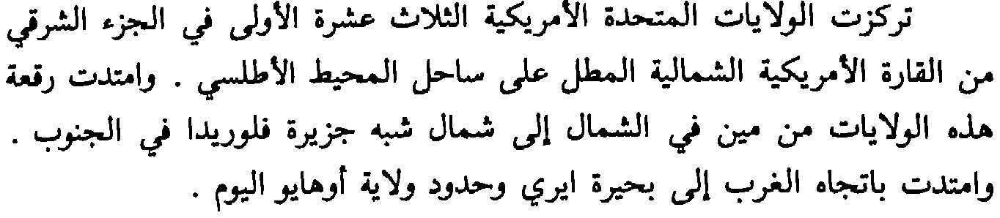 تركزت الولايات المتحدة الأمريكية الثلاث عشرة الأولى في الجزء الشرقي
من القارة الأمريكية الشمالية المطل على ساحل المحيط الأطلسي . وامتدت رقعة
هذه الولايات من مين في الشمال إلى شمال شبه جزيرة فلوريدا في الجنوب .
وامتدت باتجاه الغرب إلى بحيرة ايري وحدود ولاية أوهايو اليوم .